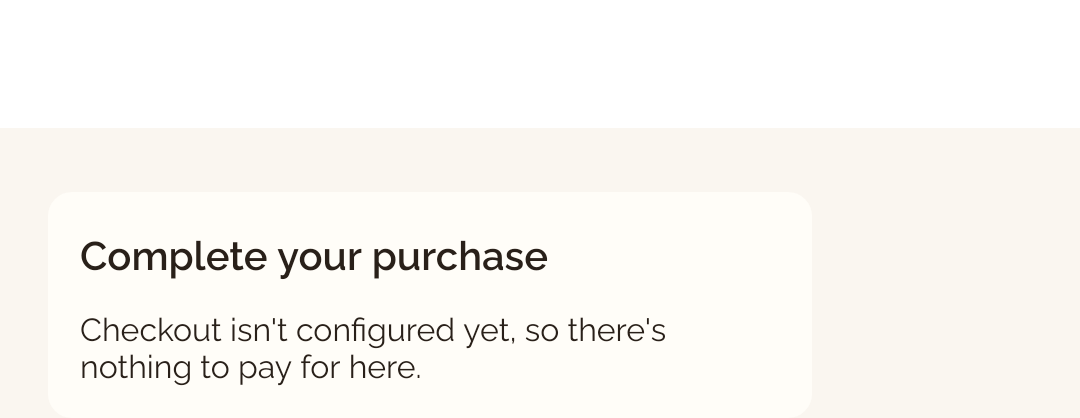 Complete your purchase
Checkout isn't configured yet, so there's
nothing to pay for here.